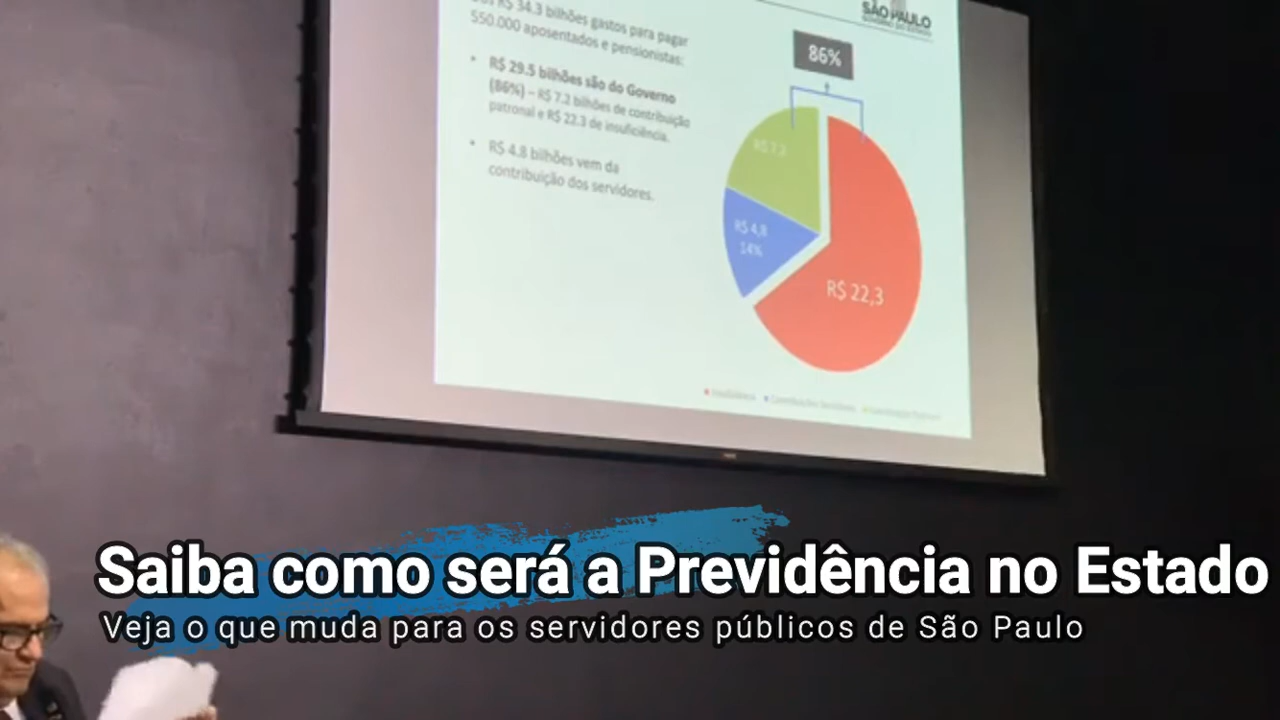 R$ 34.3 bilhões gastos para pagar
550.000 aposentados e pensionistas:
• R$ 29.5 bilhões são do Governo
(86%) – R$ 7.2 bilhões de contribuição
patronal e R$ 22.3 de insuficiência.
• R$ 4.8 bilhões vem da
contribuição dos servidores.
SÃO PAULO
GOVERNO DO ESTADO
86%
R$ 7,2
R$ 4,8
14%
R$ 22,3
Saiba como será a Previdência no Estado
Veja o que muda para os servidores públicos de São Paulo